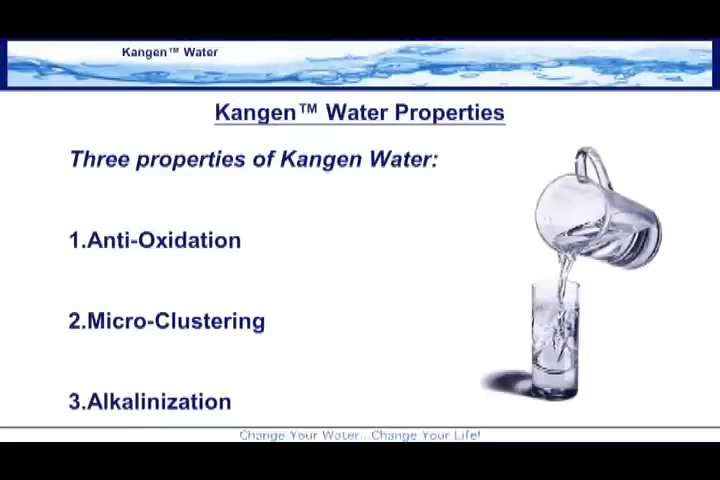 Kangen™ Water
Kangen™ Water Properties
Three properties of Kangen Water:
1.Anti-Oxidation
2.Micro-Clustering
3.Alkalinization
Change Your Water...Change Your Life!